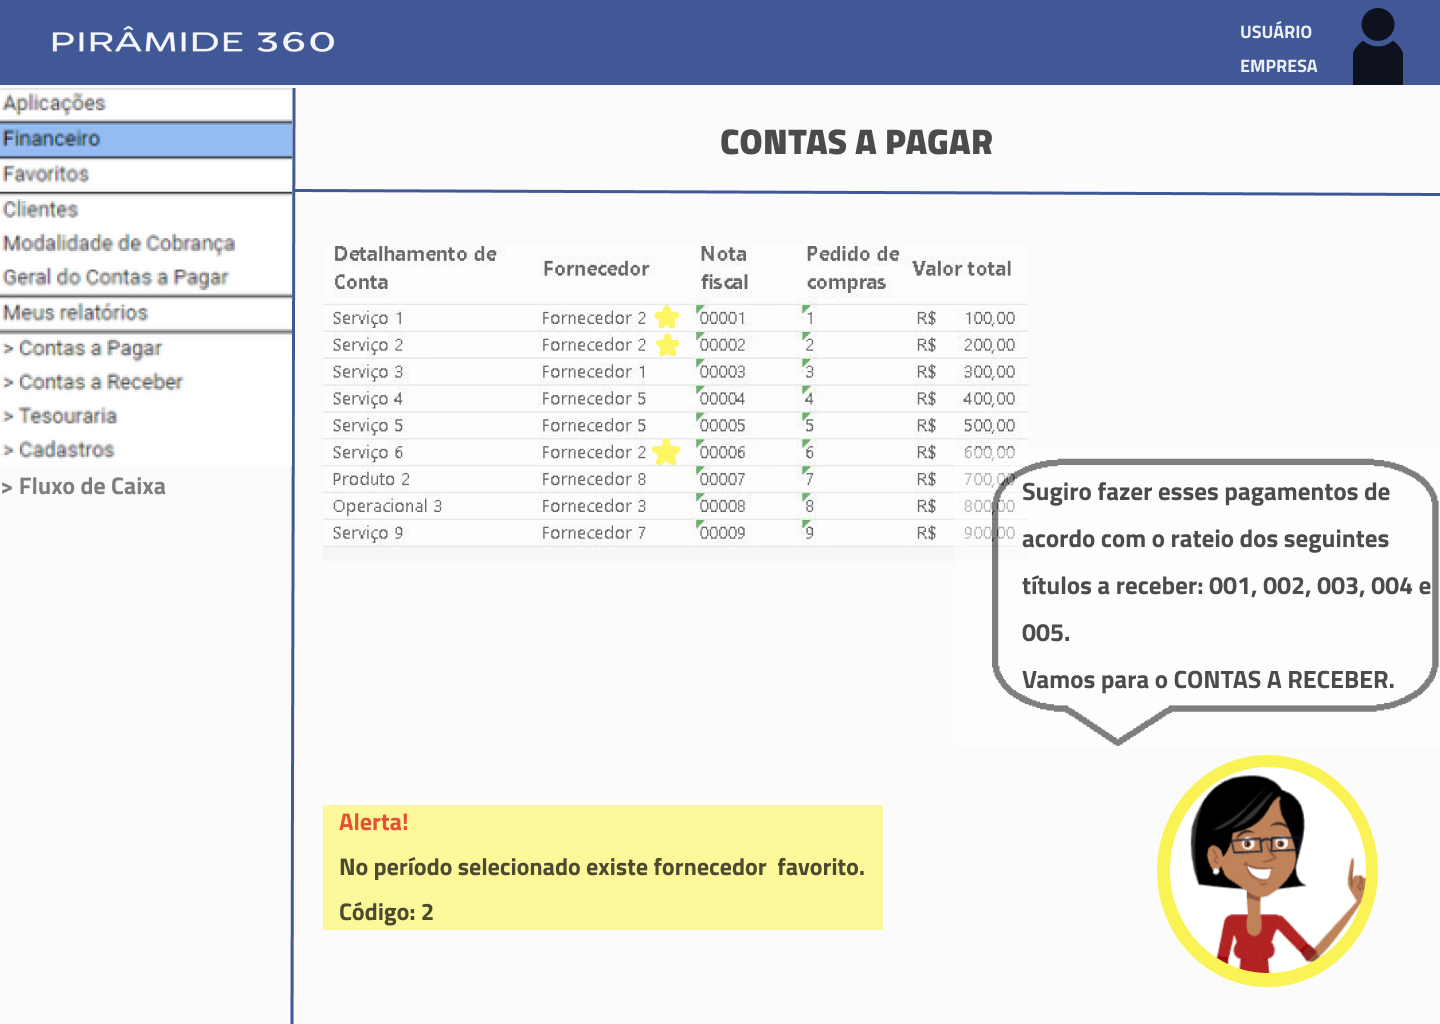 PIRÂMIDE 360
USUÁRIO
EMPRESA
Aplicações
Financeiro
Favoritos
Clientes
Modalidade de Cobrança
Geral do Contas a Pagar
Meus relatórios
> Contas a Pagar
> Contas a Receber
> Tesouraria
> Cadastros
> Fluxo de Caixa
CONTAS A PAGAR
Detalhamento de Conta Fornecedor Nota fiscal Pedido de compras Valor total
Serviço 1 Fornecedor 2 00001 1 R$ 100,00
Serviço 2 Fornecedor 2 00002 2 R$ 200,00
Serviço 3 Fornecedor 1 00003 3 R$ 300,00
Serviço 4 Fornecedor 5 00004 4 R$ 400,00
Serviço 5 Fornecedor 5 00005 5 R$ 500,00
Serviço 6 Fornecedor 2 00006 6 R$ 600,00
Produto 2 Fornecedor 8 00007 7 R$ 700,00
Operacional 3 Fornecedor 3 00008 8 R$ 800,00
Serviço 9 Fornecedor 7 00009 9 R$ 900,00
Sugiro fazer esses pagamentos de
acordo com o rateio dos seguintes
títulos a receber: 001, 002, 003, 004 e
005.
Vamos para o CONTAS A RECEBER.
Alerta!
No período selecionado existe fornecedor favorito.
Código: 2